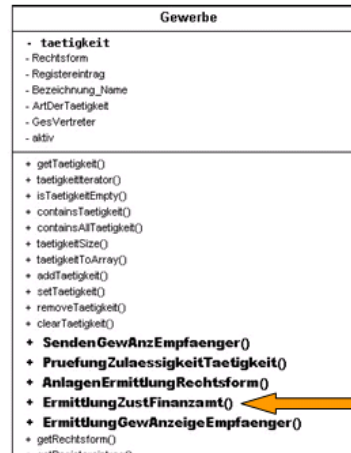 Gewerbe
- taetigkeit
- Rechtsform
- Registereintrag
- Bezeichnung_Name
- ArtDerTaetigkeit
- GesVertreter
- aktiv
+ getTaetigkeit()
+ taetigkeitIterator()
+ isTaetigkeitEmpty()
+ containsTaetigkeit()
+ containsAllTaetigkeit()
+ taetigkeitSize()
+ taetigkeitToArray()
+ addTaetigkeit()
+ setTaetigkeit()
+ removeTaetigkeit()
+ clearTaetigkeit()
+ SendenGewAnzEmpfaenger()
+ PruefungZulaessigkeitTaetigkeit()
+ AnlagenErmittlungRechtsform()
+ ErmittlungZustFinanzamt()
+ ErmittlungGewAnzeigeEmpfaenger()
+ getRechtsform()